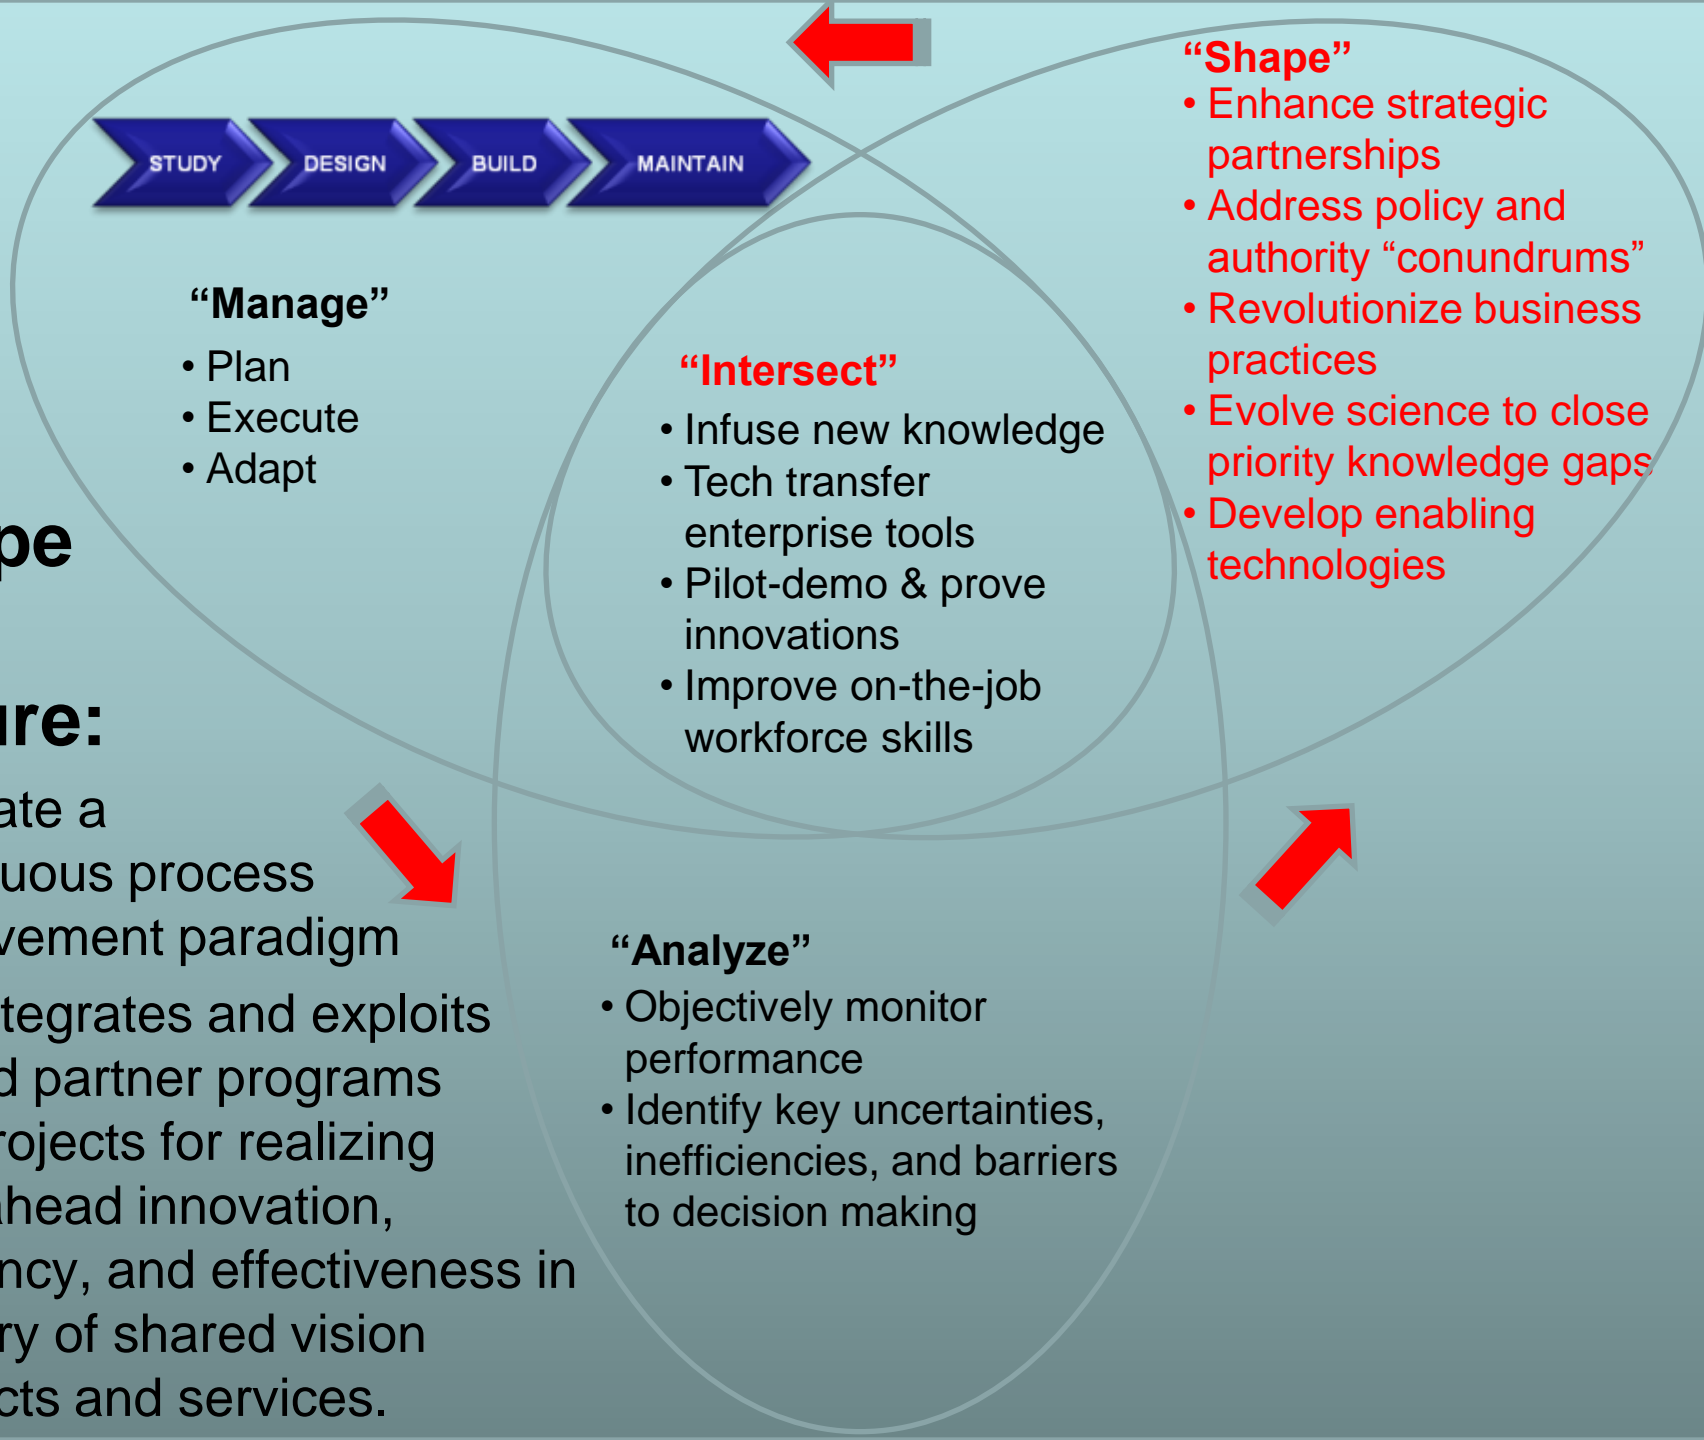 “Shape”
• Enhance strategic
partnerships
• Address policy and
authority “conundrums”
• Revolutionize business
practices
• Evolve science to close
priority knowledge gaps
• Develop enabling
technologies
STUDY DESIGN BUILD MAINTAIN
“Manage”
• Plan
• Execute
• Adapt
“Intersect”
• Infuse new knowledge
• Tech transfer
enterprise tools
• Pilot-demo & prove
innovations
• Improve on-the-job
workforce skills
pe
ure:
ate a
uous process
vement paradigm
tegrates and exploits
d partner programs
rojects for realizing
ahead innovation,
ncy, and effectiveness in
ry of shared vision
cts and services.
“Analyze”
• Objectively monitor
performance
• Identify key uncertainties,
inefficiencies, and barriers
to decision making